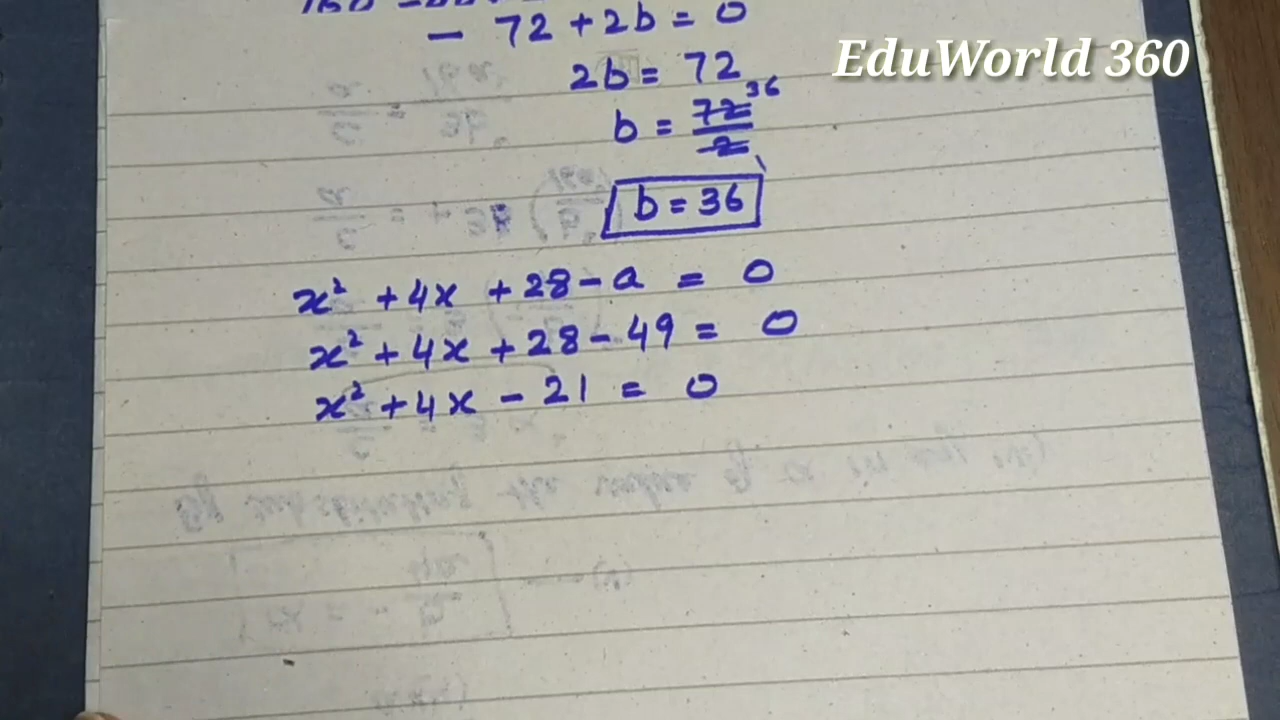 - 72 + 2b = 0
EduWorld 360
2b = 72
b = 72/2 36
b = 36
x² + 4x + 28 - a = 0
x² + 4x + 28 - 49 = 0
x² + 4x - 21 = 0